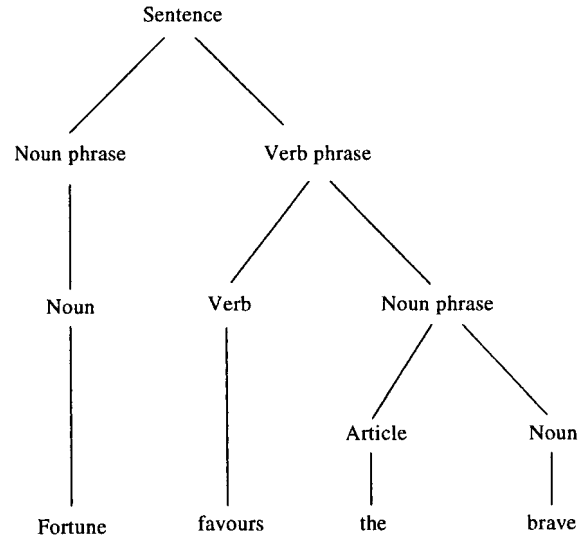 Sentence
Noun phrase Verb phrase
Noun Verb Noun phrase
Article Noun
Fortune favours the brave